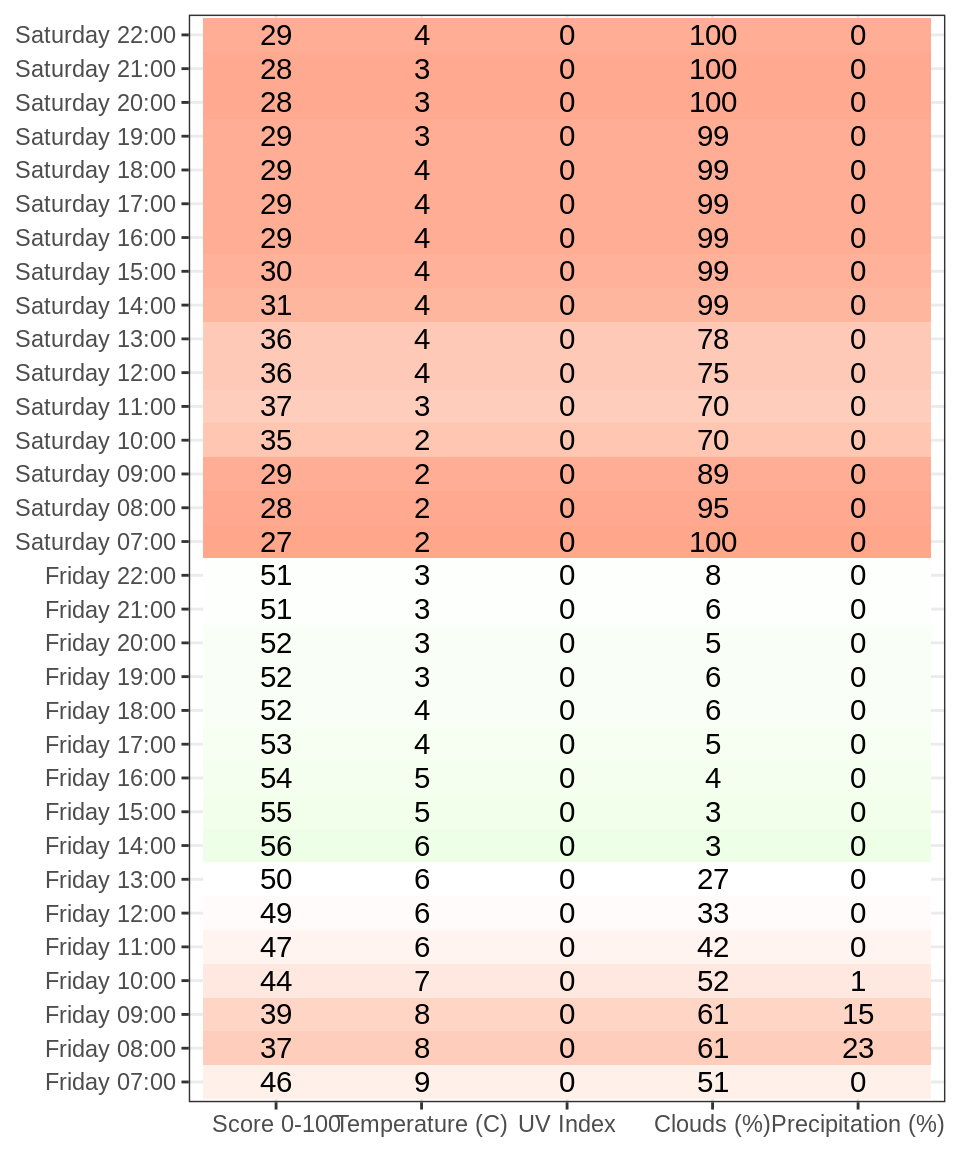 Saturday 22:00 29 4 0 100 0
Saturday 21:00 28 3 0 100 0
Saturday 20:00 28 3 0 100 0
Saturday 19:00 29 3 0 99 0
Saturday 18:00 29 4 0 99 0
Saturday 17:00 29 4 0 99 0
Saturday 16:00 29 4 0 99 0
Saturday 15:00 30 4 0 99 0
Saturday 14:00 31 4 0 99 0
Saturday 13:00 36 4 0 78 0
Saturday 12:00 36 4 0 75 0
Saturday 11:00 37 3 0 70 0
Saturday 10:00 35 2 0 70 0
Saturday 09:00 29 2 0 89 0
Saturday 08:00 28 2 0 95 0
Saturday 07:00 27 2 0 100 0
Friday 22:00 51 3 0 8 0
Friday 21:00 51 3 0 6 0
Friday 20:00 52 3 0 5 0
Friday 19:00 52 3 0 6 0
Friday 18:00 52 4 0 6 0
Friday 17:00 53 4 0 5 0
Friday 16:00 54 5 0 4 0
Friday 15:00 55 5 0 3 0
Friday 14:00 56 6 0 3 0
Friday 13:00 50 6 0 27 0
Friday 12:00 49 6 0 33 0
Friday 11:00 47 6 0 42 0
Friday 10:00 44 7 0 52 1
Friday 09:00 39 8 0 61 15
Friday 08:00 37 8 0 61 23
Friday 07:00 46 9 0 51 0
Score 0-100 Temperature (C) UV Index Clouds (%) Precipitation (%)